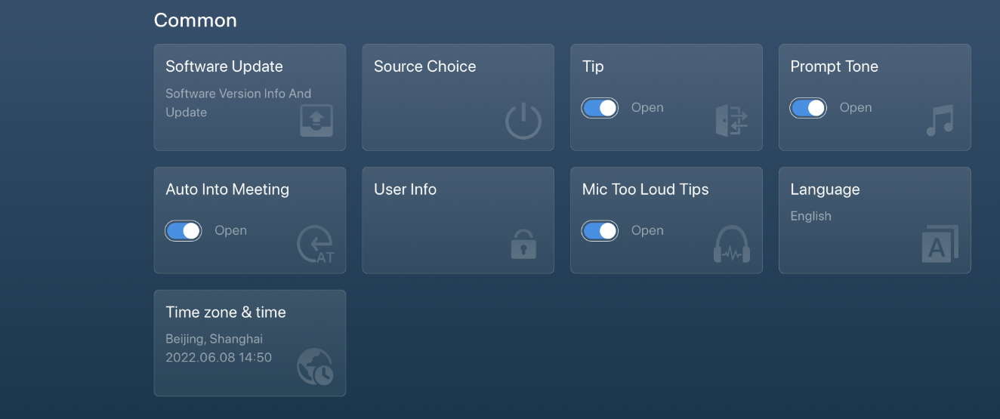 Common
Software Update
Software Version Info And
Update
Source Choice
Tip
Open
Prompt Tone
Open
Auto Into Meeting
Open
AT
User Info
Mic Too Loud Tips
Open
Language
English
A
Time zone & time
Beijing, Shanghai
2022.06.08 14:50